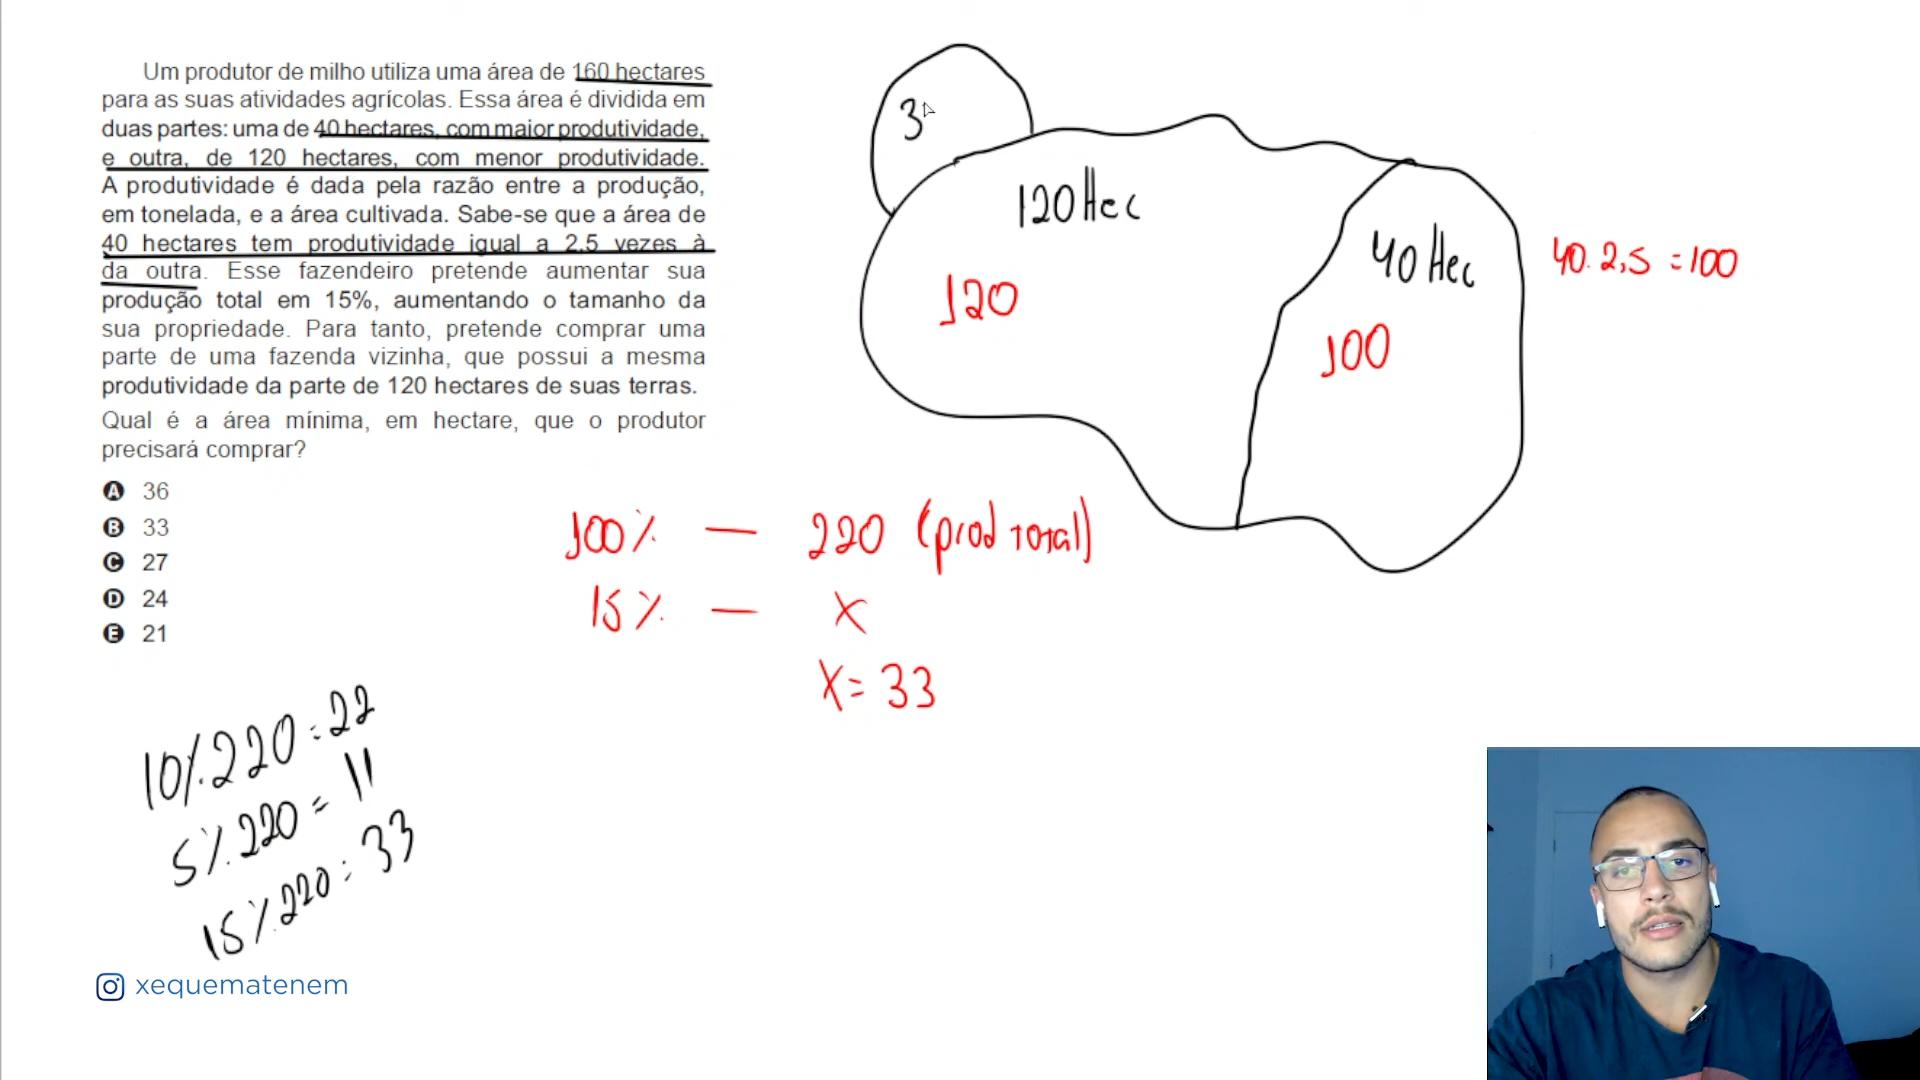 Um produtor de milho utiliza uma área de 160 hectares
para as suas atividades agrícolas. Essa área é dividida em
duas partes: uma de 40 hectares, com maior produtividade,
e outra, de 120 hectares, com menor produtividade.
A produtividade é dada pela razão entre a produção,
em tonelada, e a área cultivada. Sabe-se que a área de
40 hectares tem produtividade igual a 2,5 vezes à
da outra. Esse fazendeiro pretende aumentar sua
produção total em 15%, aumentando o tamanho da
sua propriedade. Para tanto, pretende comprar uma
parte de uma fazenda vizinha, que possui a mesma
produtividade da parte de 120 hectares de suas terras.
Qual é a área mínima, em hectare, que o produtor
precisará comprar?
A 36
B 33
C 27
D 24
E 21
3
120 Hec
120
40 Hec
100
40. 2,5 = 100
100% — 220 (prod total)
15% — X
X = 33
10%. 220 = 22
5%. 220 = 11
15%. 220 = 33
xequematenem